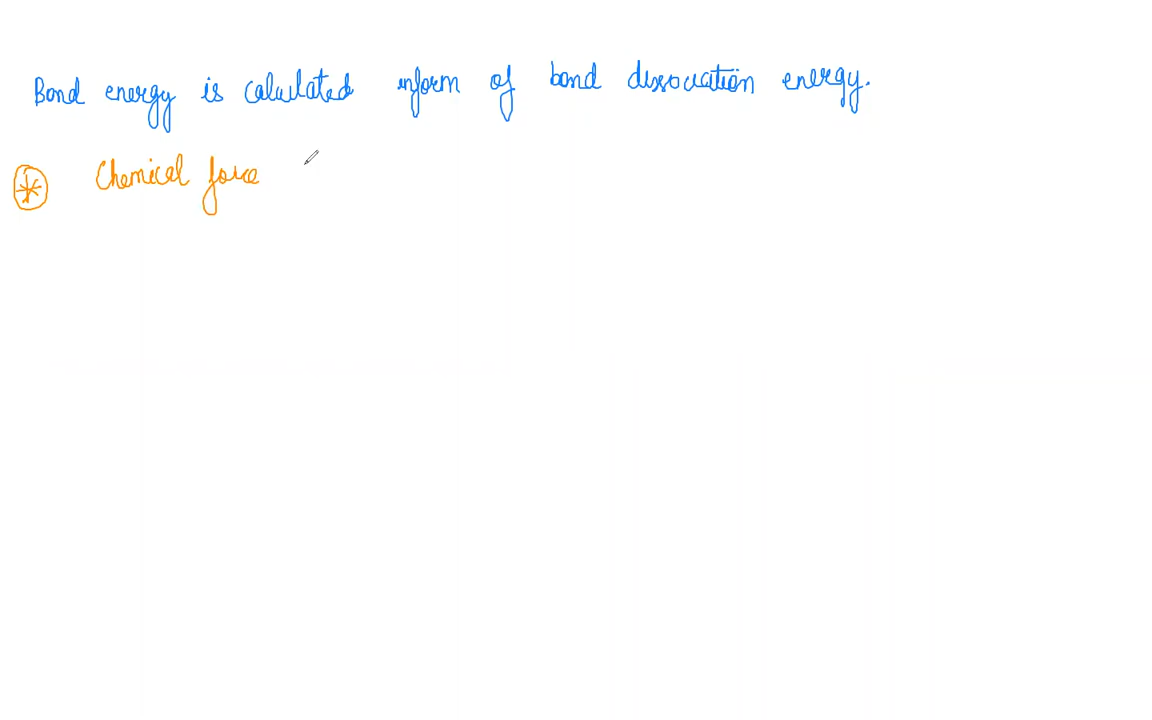 Bond energy is calculated inform of bond dissociation energy.
Chemical force